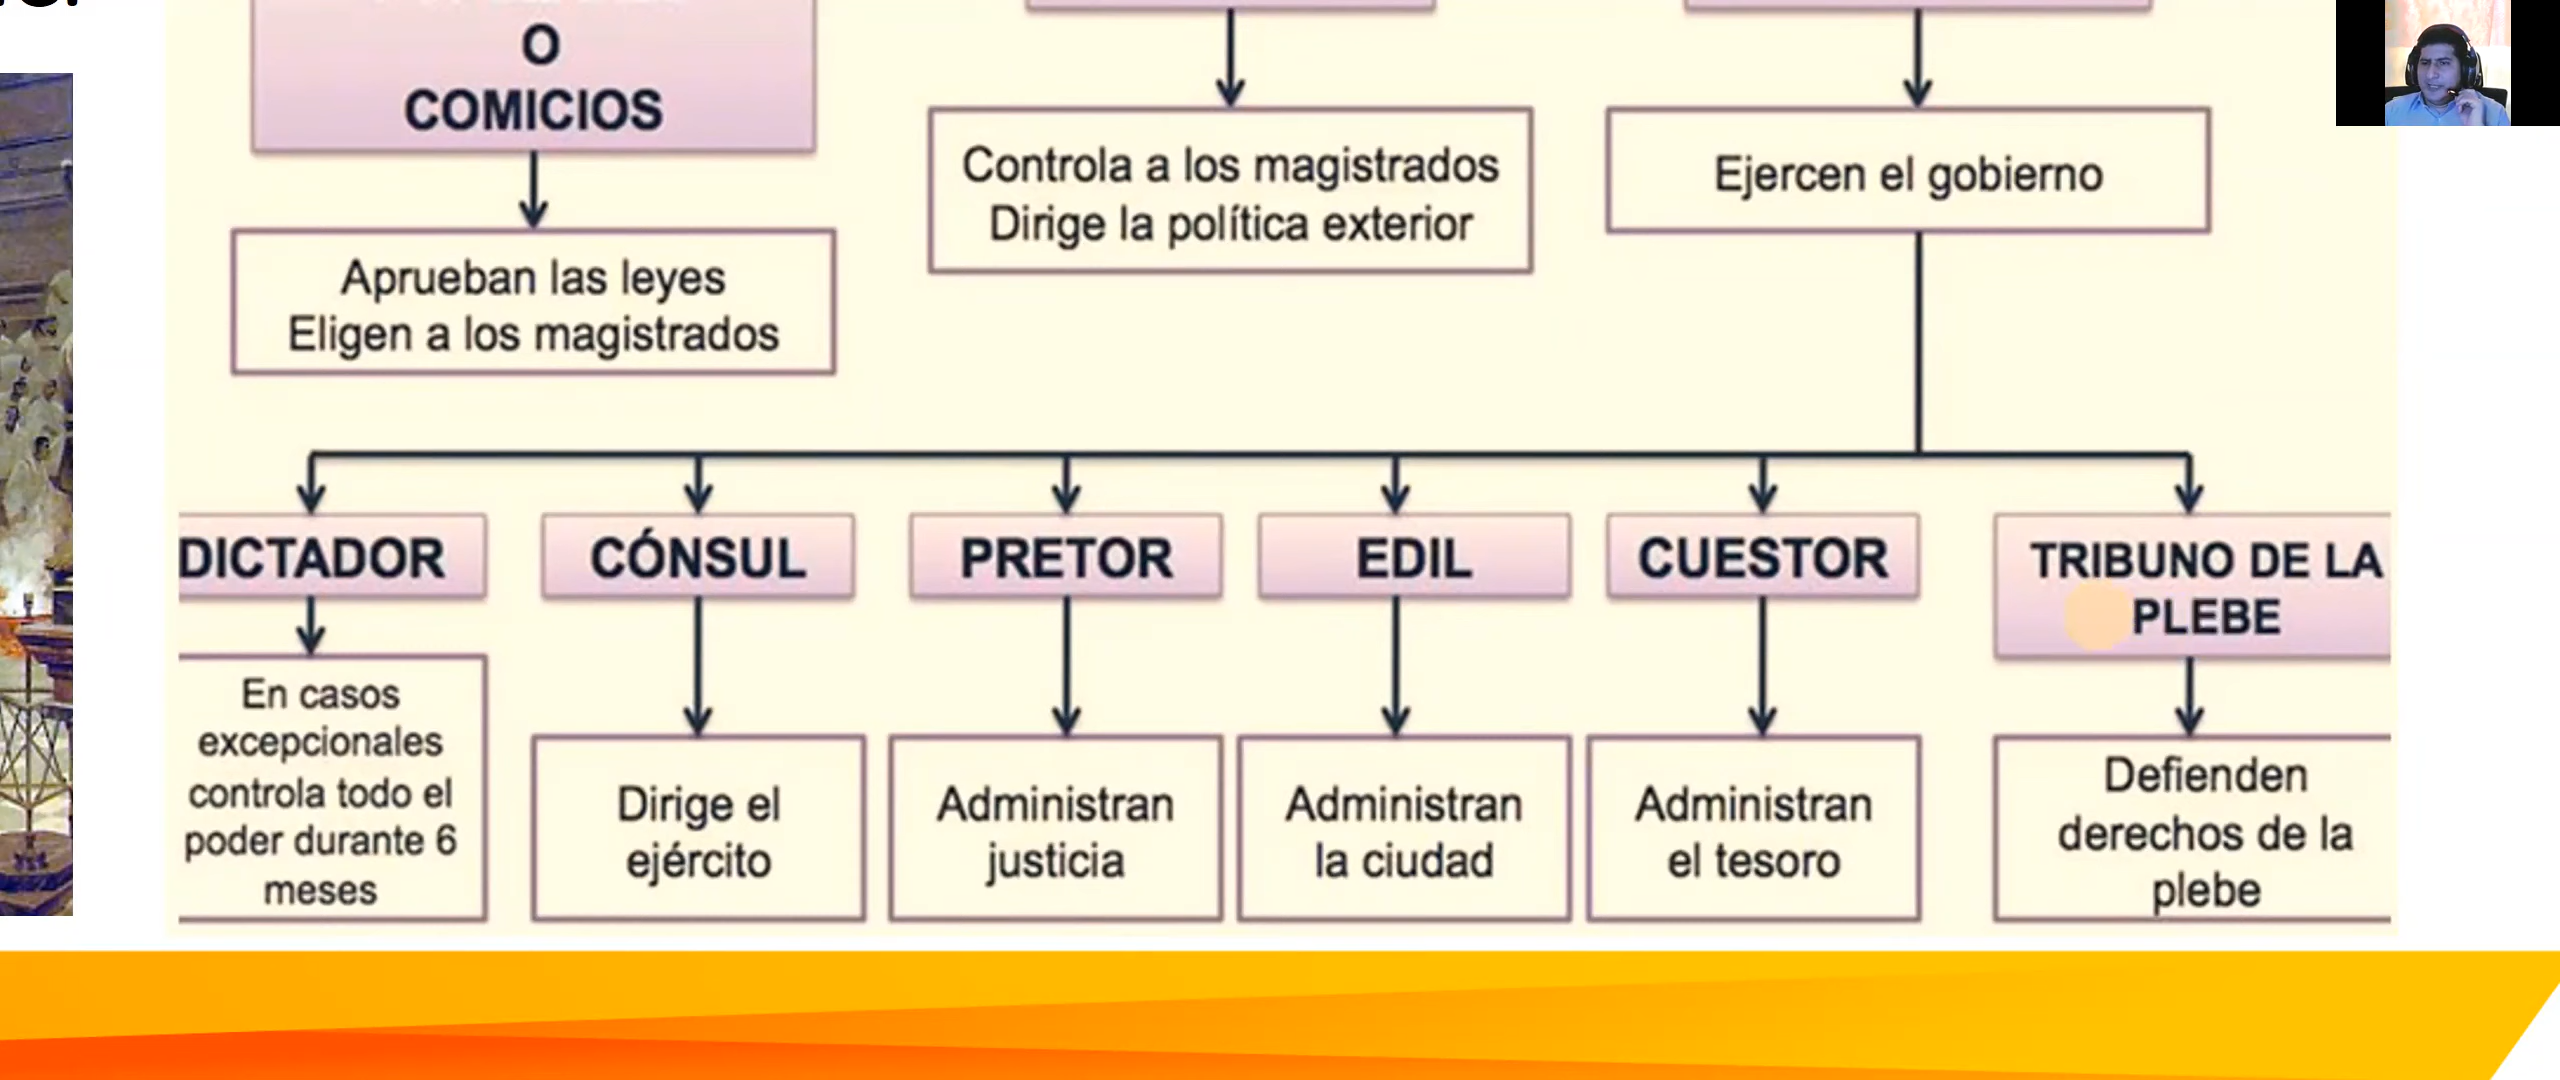 O
COMICIOS
Aprueban las leyes
Eligen a los magistrados
Controla a los magistrados
Dirige la política exterior
Ejercen el gobierno
DICTADOR
En casos
excepcionales
controla todo el
poder durante 6
meses
CÓNSUL
Dirige el
ejército
PRETOR
Administran
justicia
EDIL
Administran
la ciudad
CUESTOR
Administran
el tesoro
TRIBUNO DE LA
PLEBE
Defienden
derechos de la
plebe